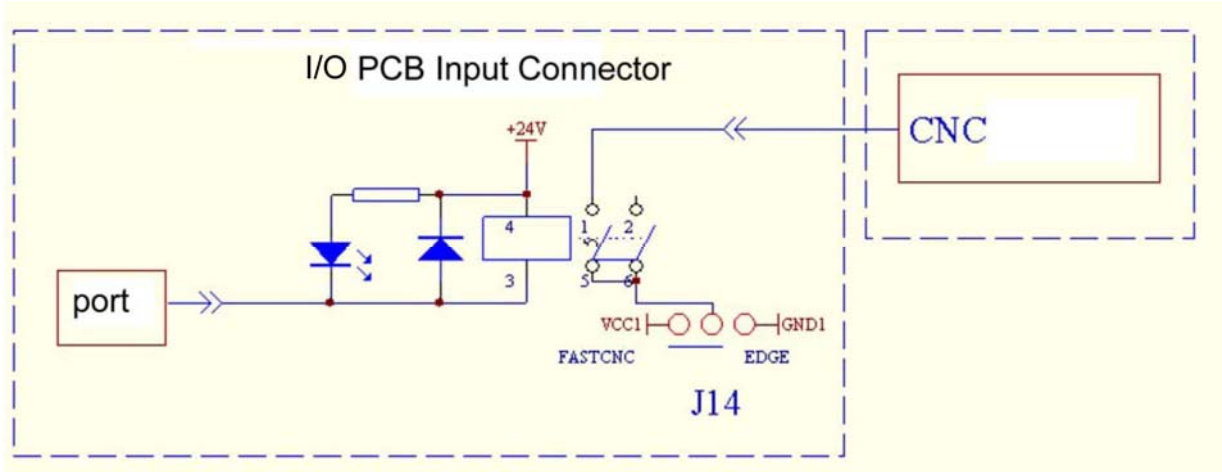 I/O PCB Input Connector
+24V
CNC
4
1 2
3
5 6
port
VCC1 GND1
FASTCNC EDGE
J14